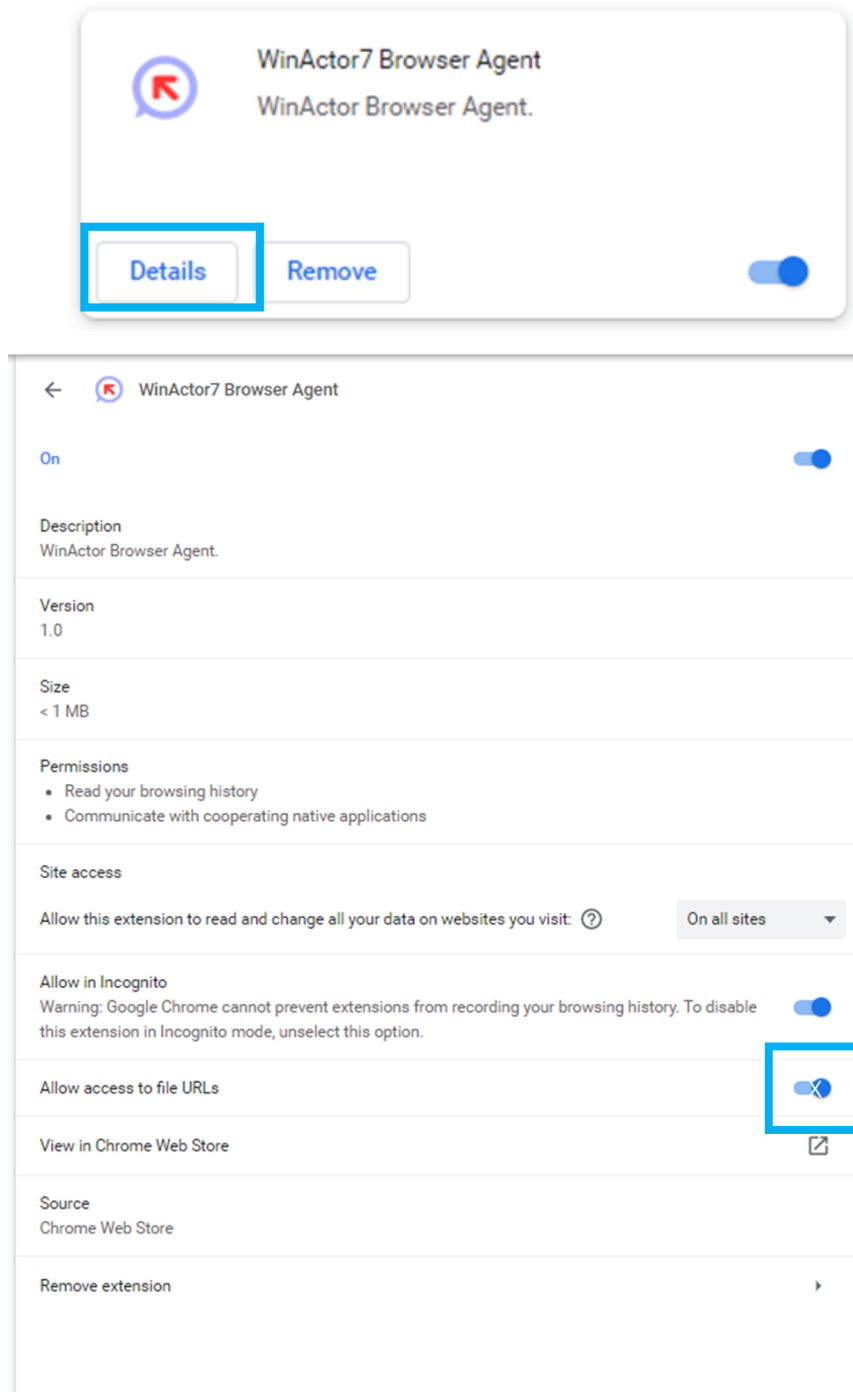 WinActor7 Browser Agent
WinActor Browser Agent.
Details Remove
WinActor7 Browser Agent
On
Description
WinActor Browser Agent.
Version
1.0
Size
< 1 MB
Permissions
• Read your browsing history
• Communicate with cooperating native applications
Site access
Allow this extension to read and change all your data on websites you visit: ? On all sites
Allow in Incognito
Warning: Google Chrome cannot prevent extensions from recording your browsing history. To disable
this extension in Incognito mode, unselect this option.
Allow access to file URLs
View in Chrome Web Store
Source
Chrome Web Store
Remove extension